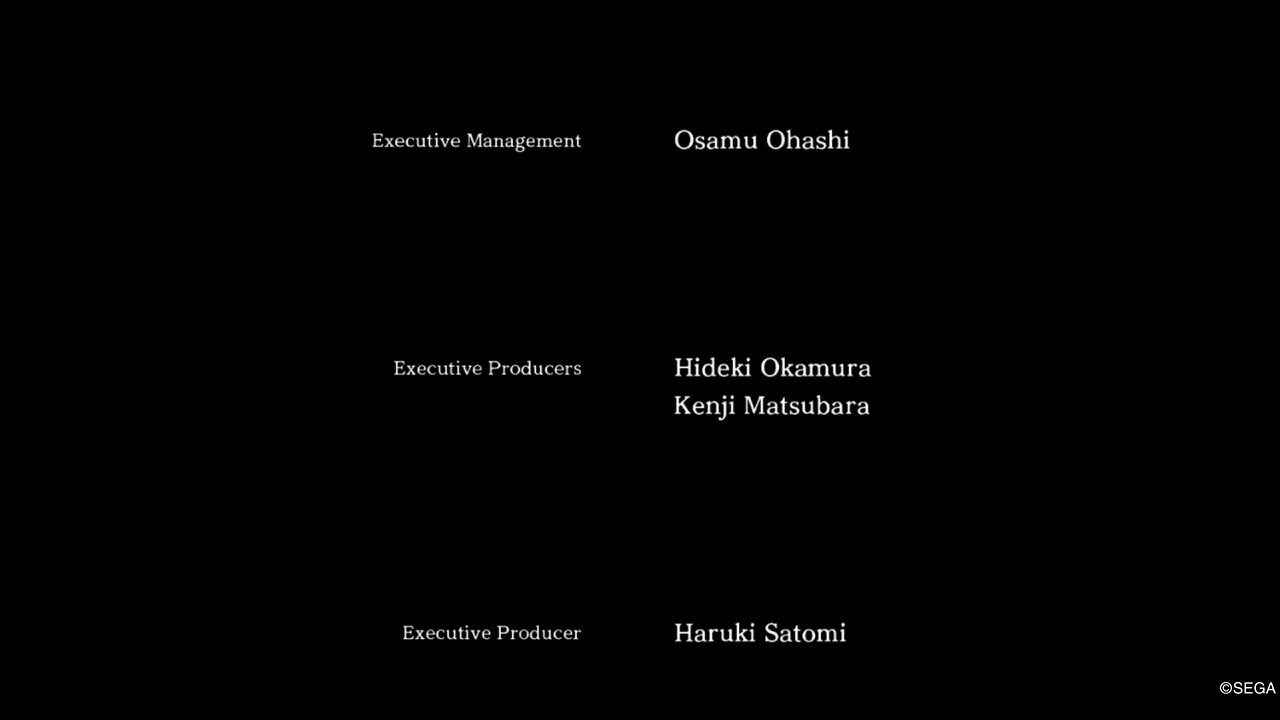 Executive Management Osamu Ohashi
Executive Producers Hideki Okamura
Kenji Matsubara
Executive Producer Haruki Satomi
©SEGA